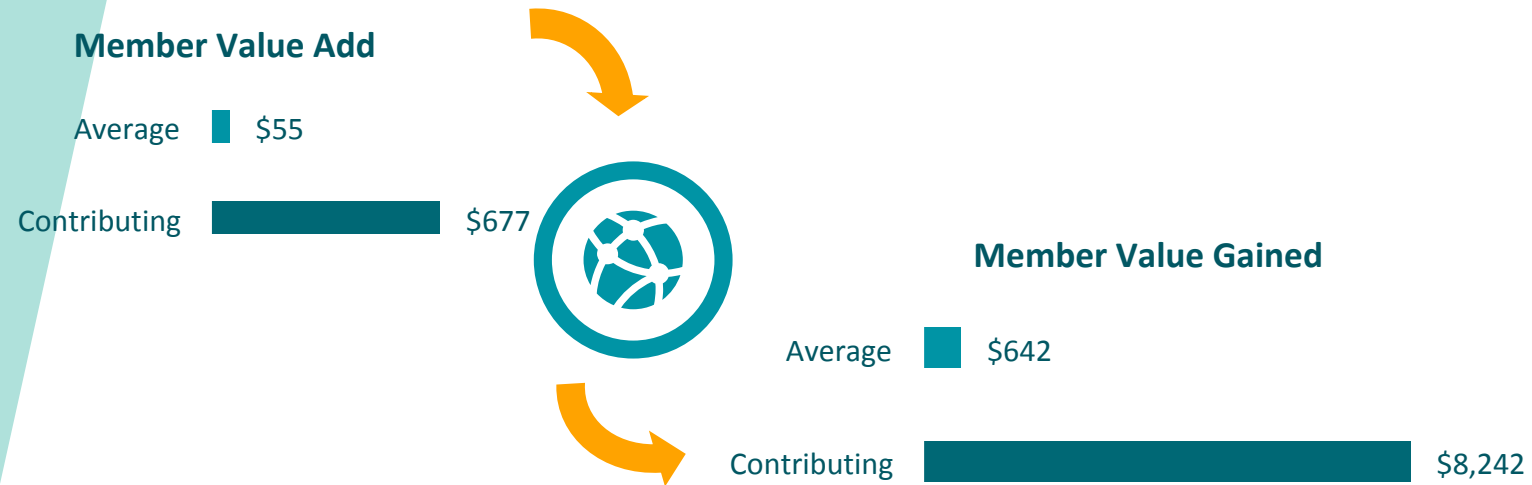 Member Value Add
Average $55
Contributing $677
Member Value Gained
Average $642
Contributing $8,242